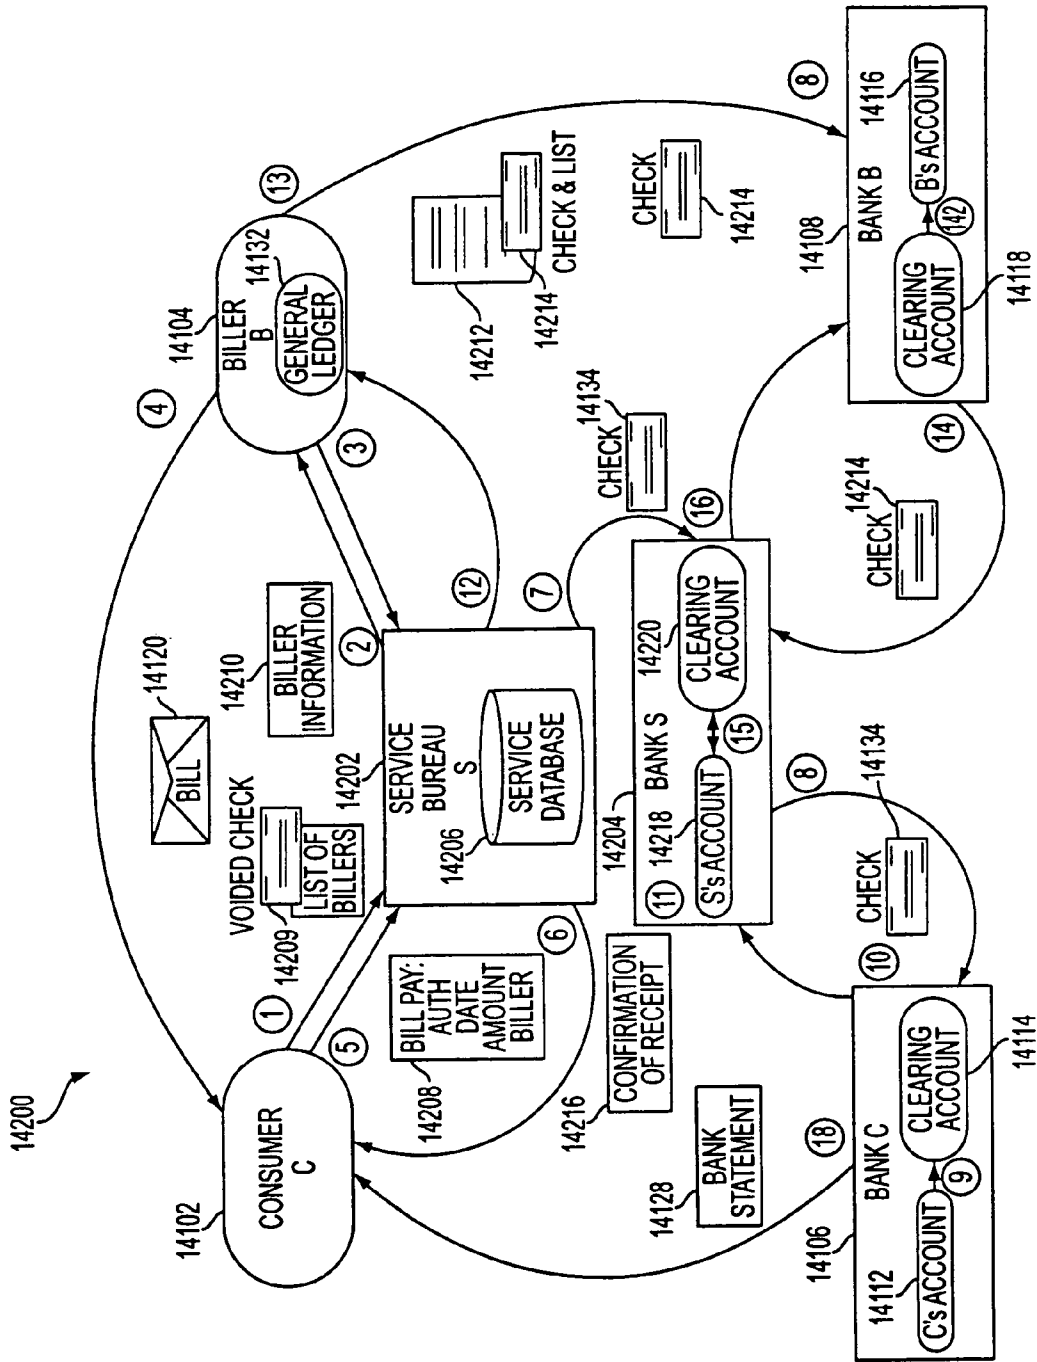 14200
14102
CONSUMER
C
4
14104
BILLER
B
14132
GENERAL
LEDGER
13
14120
BILL
VOIDED CHECK
14209
LIST OF
BILLERS
14210
BILLER
INFORMATION
1
5
2
3
14202
SERVICE
BUREAU
S
14206
SERVICE
DATABASE
12
7
6
BILL PAY:
AUTH
DATE
AMOUNT
BILLER
14208
14212
14214
CHECK & LIST
CONFIRMATION
OF RECEIPT
14216
CHECK
14134
CHECK
14214
8
14204
BANK S
11
14218
S's ACCOUNT
15
14220
CLEARING
ACCOUNT
16
BANK
STATEMENT
14128
18
10
CHECK
14134
8
CHECK
14214
14
14106
BANK C
14112
C's ACCOUNT
9
CLEARING
ACCOUNT
14114
14108
BANK B
CLEARING
ACCOUNT
14118
142
B's ACCOUNT
14116